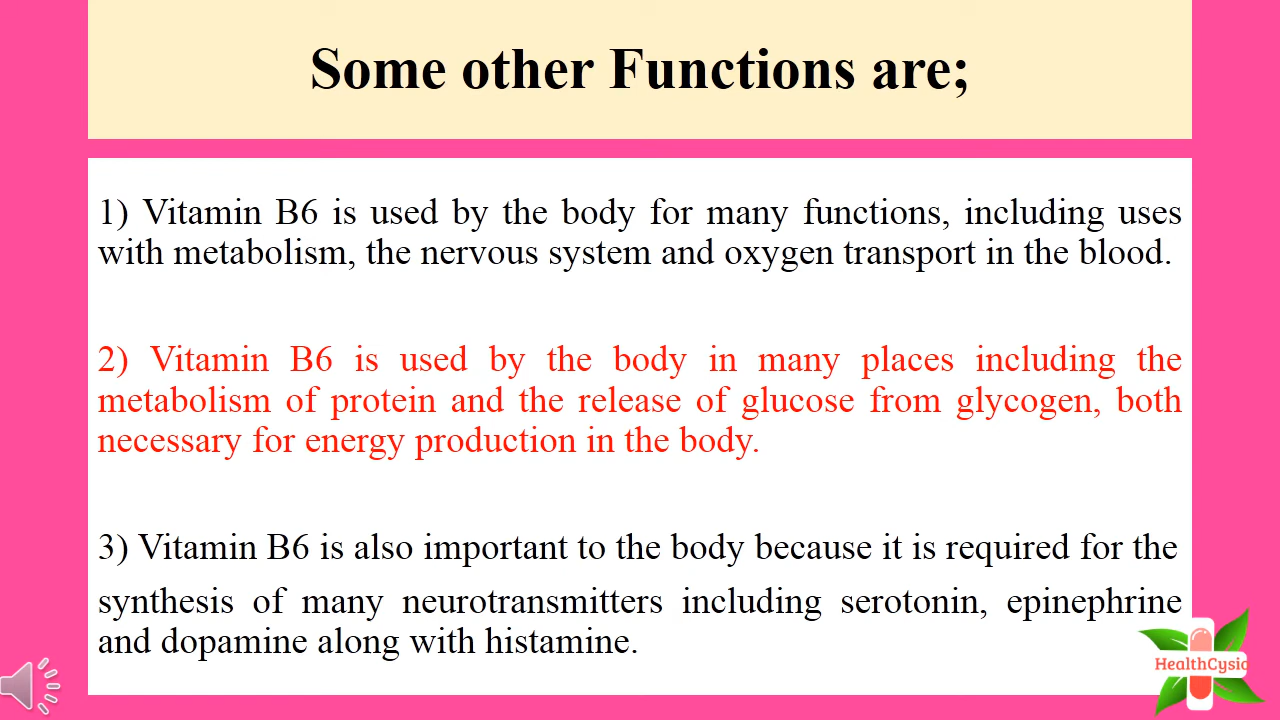 Some other Functions are;
1) Vitamin B6 is used by the body for many functions, including uses
with metabolism, the nervous system and oxygen transport in the blood.
2) Vitamin B6 is used by the body in many places including the
metabolism of protein and the release of glucose from glycogen, both
necessary for energy production in the body.
3) Vitamin B6 is also important to the body because it is required for the
synthesis of many neurotransmitters including serotonin, epinephrine
and dopamine along with histamine.
HealthCysic